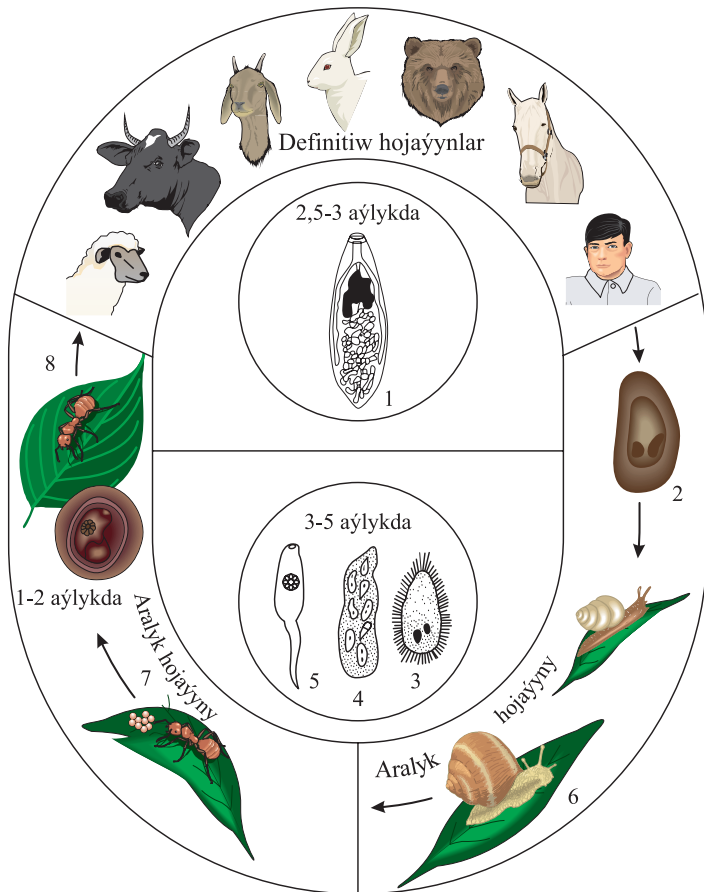 Definitiw hojaýynlar
2,5-3 aýlykda
1
8
2
3-5 aýlykda
5
4
3
1-2 aýlykda
Aralyk hojaýyny
7
Aralyk hojaýyny
6